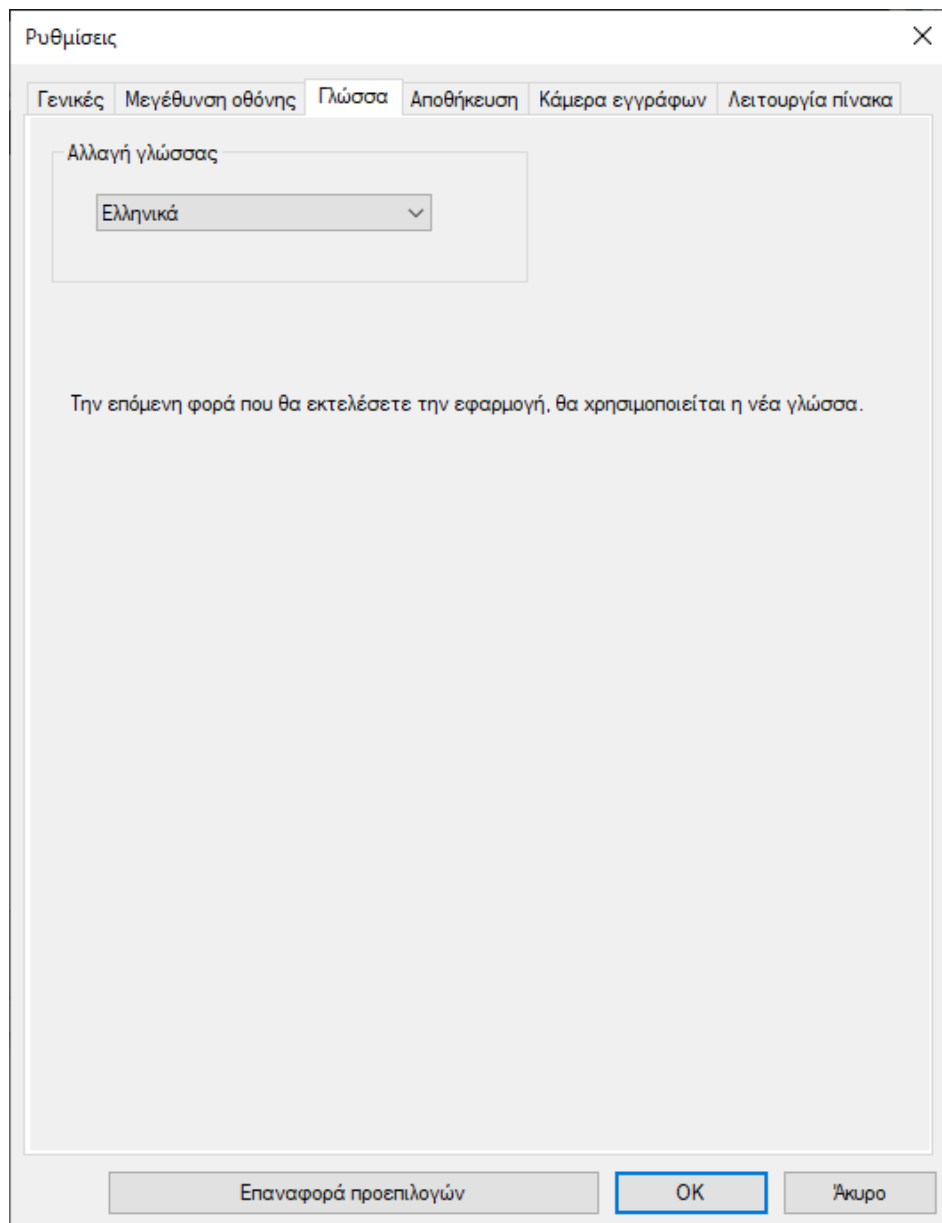 Ρυθμίσεις
Γενικές Μεγέθυνση οθόνης Γλώσσα Αποθήκευση Κάμερα εγγράφων Λειτουργία πίνακα
Αλλαγή γλώσσας
Ελληνικά
Την επόμενη φορά που θα εκτελέσετε την εφαρμογή, θα χρησιμοποιείται η νέα γλώσσα.
Επαναφορά προεπιλογών OK Άκυρο